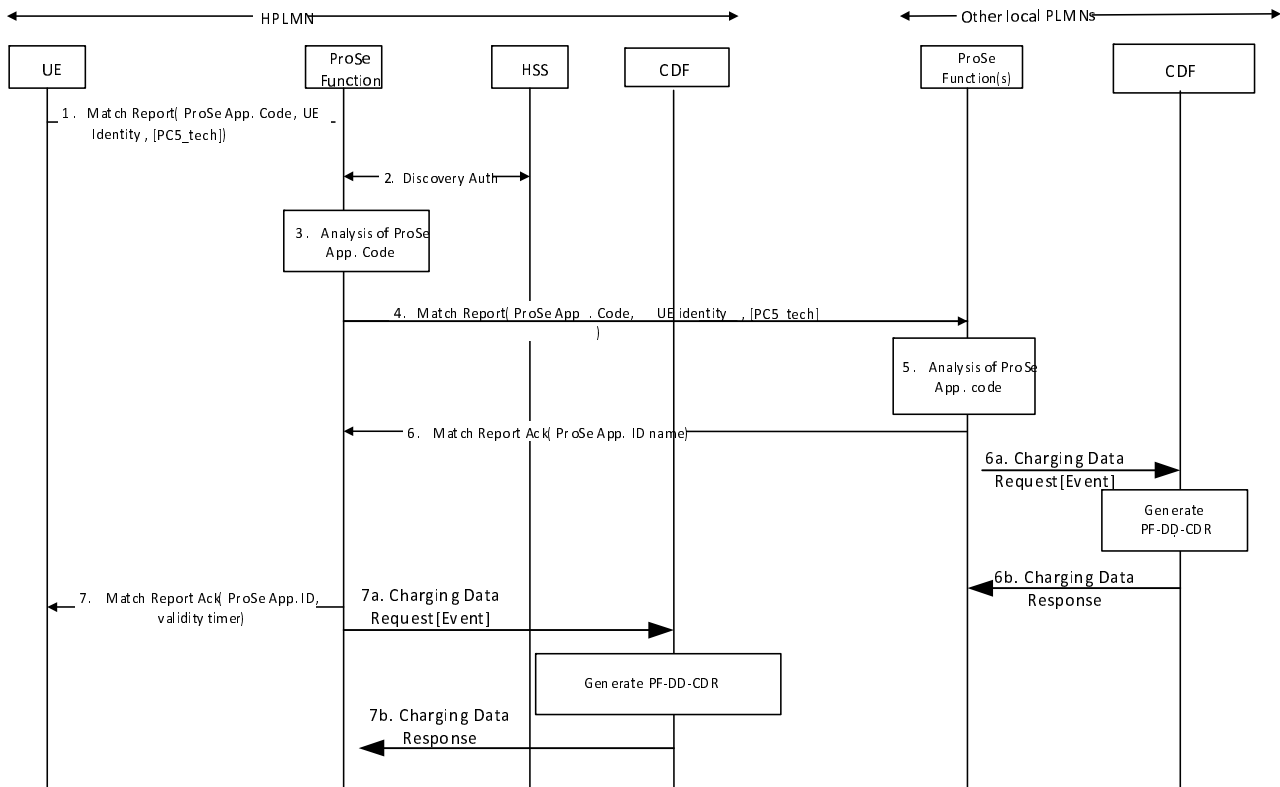 HPLMN
Other local PLMNs
UE
ProSe
Function
HSS
CDF
ProSe
Function(s)
CDF
1. Match Report( ProSe App. Code, UE
Identity , [PC5_tech])
2. Discovery Auth
3. Analysis of ProSe
App. Code
4. Match Report( ProSe App . Code, UE identity , [PC5_tech]
)
5. Analysis of ProSe
App. code
6. Match Report Ack( ProSe App. ID name)
6a. Charging Data
Request[Event]
Generate
PF-DD-CDR
6b. Charging Data
Response
7. Match Report Ack( ProSe App. ID,
validity timer)
7a. Charging Data
Request[Event]
Generate PF-DD-CDR
7b. Charging Data
Response